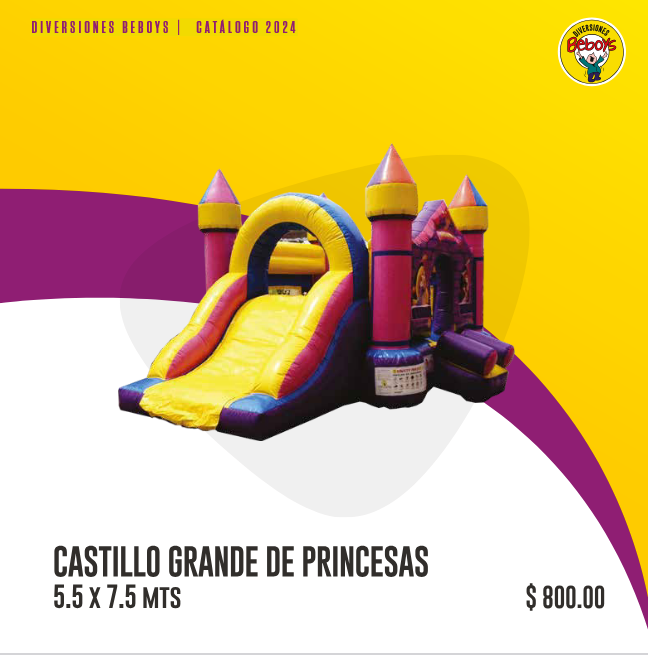 DIVERSIONES BEBOYS | CATÁLOGO 2024
DIVERSIONES
Beboys
CASTILLO GRANDE DE PRINCESAS
5.5 X 7.5 MTS
$ 800.00